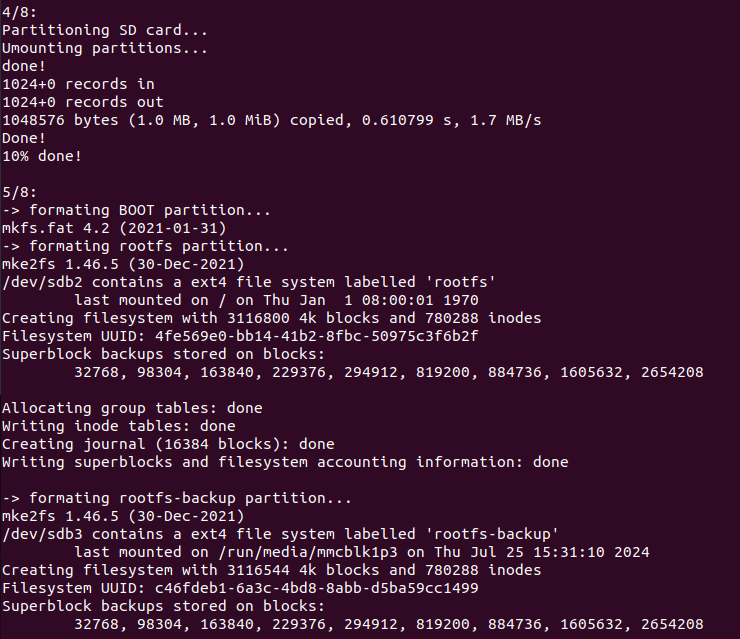 4/8:
Partitioning SD card...
Umounting partitions...
done!
1024+0 records in
1024+0 records out
1048576 bytes (1.0 MB, 1.0 MiB) copied, 0.610799 s, 1.7 MB/s
Done!
10% done!
5/8:
-> formating BOOT partition...
mkfs.fat 4.2 (2021-01-31)
-> formating rootfs partition...
mke2fs 1.46.5 (30-Dec-2021)
/dev/sdb2 contains a ext4 file system labelled 'rootfs'
last mounted on / on Thu Jan  1 08:00:01 1970
Creating filesystem with 3116800 4k blocks and 780288 inodes
Filesystem UUID: 4fe569e0-bb14-41b2-8fbc-50975c3f6b2f
Superblock backups stored on blocks:
32768, 98304, 163840, 229376, 294912, 819200, 884736, 1605632, 2654208
Allocating group tables: done
Writing inode tables: done
Creating journal (16384 blocks): done
Writing superblocks and filesystem accounting information: done
-> formating rootfs-backup partition...
mke2fs 1.46.5 (30-Dec-2021)
/dev/sdb3 contains a ext4 file system labelled 'rootfs-backup'
last mounted on /run/media/mmcblk1p3 on Thu Jul 25 15:31:10 2024
Creating filesystem with 3116544 4k blocks and 780288 inodes
Filesystem UUID: c46fdeb1-6a3c-4bd8-8abb-d5ba59cc1499
Superblock backups stored on blocks:
32768, 98304, 163840, 229376, 294912, 819200, 884736, 1605632, 2654208